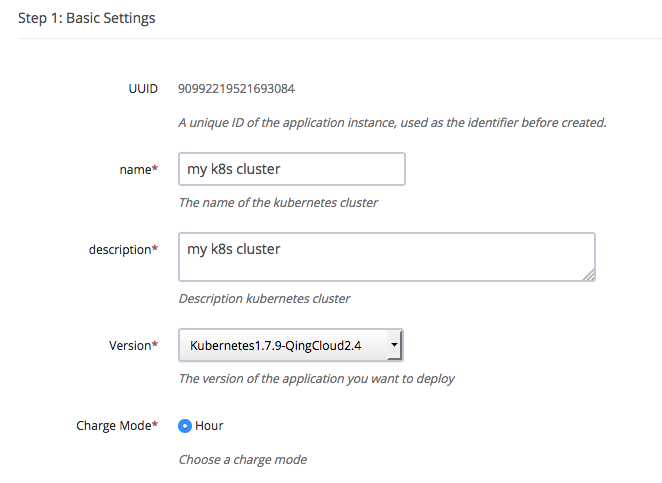 Step 1: Basic Settings
UUID 90992219521693084
A unique ID of the application instance, used as the identifier before created.
name* my k8s cluster
The name of the kubernetes cluster
description* my k8s cluster
Description kubernetes cluster
Version* Kubernetes1.7.9-QingCloud2.4
The version of the application you want to deploy
Charge Mode* Hour
Choose a charge mode